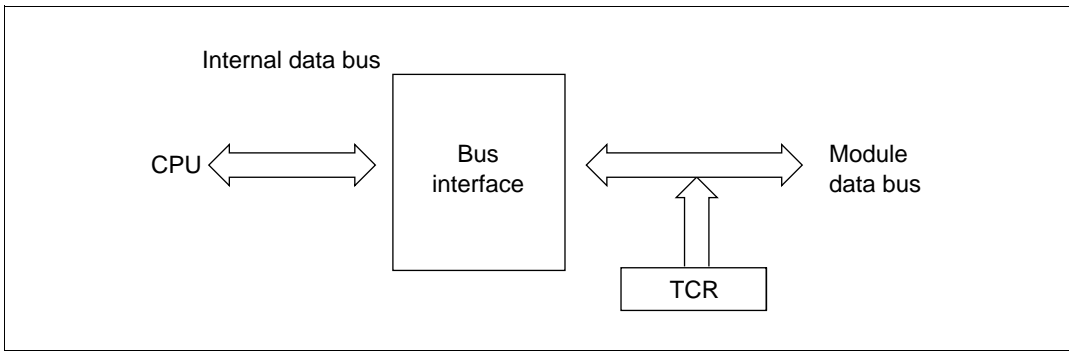 Internal data bus
CPU
Bus
interface
Module
data bus
TCR